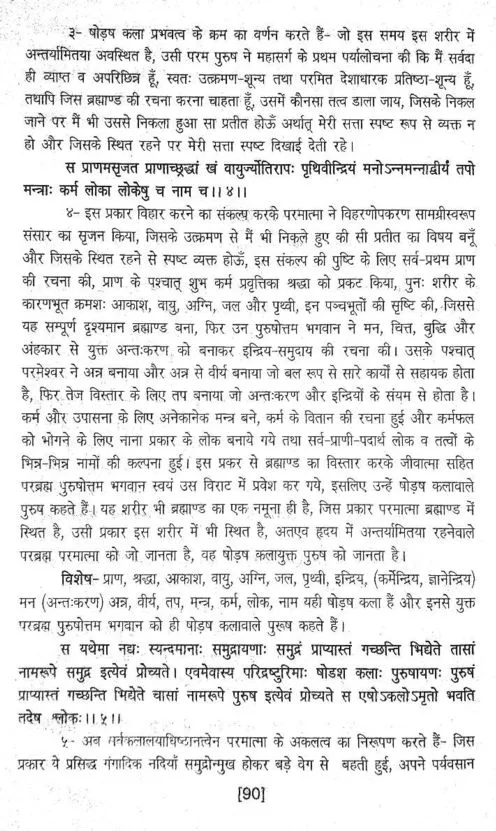 ३- षोडष कला प्रभवत्व के क्रम का वर्णन करते हैं- जो इस समय इस शरीर में
अन्तर्यामितया अवस्थित है, उसी परम पुरुष ने महासर्ग के प्रथम पर्यालोचना की कि मैं सर्वदा
ही व्याप्त व अपरिछिन्न हूँ, स्वतः उत्क्रमण-शून्य तथा परमित देशाधारक प्रतिष्ठा-शून्य हूँ,
तथापि जिस ब्रह्माण्ड की रचना करना चाहता हूँ, उसमें कौनसा तत्व डाला जाय, जिसके निकल
जाने पर मैं भी उससे निकला हुआ सा प्रतीत होऊँ अर्थात् मेरी सत्ता स्पष्ट रूप से व्यक्त न
हो और जिसके स्थित रहने पर मेरी सत्ता स्पष्ट दिखाई देती रहे।
स प्राणमसृजत प्राणाच्छ्रद्धां खं वायुर्ज्योतिरापः पृथिवीन्द्रियं मनोऽन्नमन्नाद्वीर्यं तपो
मन्त्राः कर्म लोका लोकेषु च नाम च।।४।।
४- इस प्रकार विहार करने का संकल्प करके परमात्मा ने विहरणोपकरण सामग्रीस्वरूप
संसार का सृजन किया, जिसके उत्क्रमण से मैं भी निकले हुए की सी प्रतीत का विषय बनूँ
और जिसके स्थित रहने से स्पष्ट व्यक्त होऊँ, इस संकल्प की पुष्टि के लिए सर्व-प्रथम प्राण
की रचना की, प्राण के पश्चात् शुभ कर्म प्रवृत्तिका श्रद्धा को प्रकट किया, पुनः शरीर के
कारणभूत क्रमशः आकाश, वायु, अग्नि, जल और पृथ्वी, इन पञ्चभूतों की सृष्टि की, जिससे
यह सम्पूर्ण दृश्यमान ब्रह्माण्ड बना, फिर उन पुरुषोत्तम भगवान ने मन, चित्त, बुद्धि और
अंहकार से युक्त अन्तःकरण को बनाकर इन्द्रिय-समुदाय की रचना की। उसके पश्चात्
परमेश्वर ने अन्न बनाया और अन्न से वीर्य बनाया जो बल रूप से सारे कार्यो से सहायक होता
है, फिर तेज विस्तार के लिए तप बनाया जो अन्तःकरण और इन्द्रियों के संयम से होता है।
कर्म और उपासना के लिए अनेकानेक मन्त्र बने, कर्म के वितान की रचना हुई और कर्मफल
को भोगने के लिए नाना प्रकार के लोक बनाये गये तथा सर्व-प्राणी-पदार्थ लोक व तत्वों के
भिन्न-भिन्न नामों की कल्पना हुई। इस प्रकर से ब्रह्माण्ड का विस्तार करके जीवात्मा सहित
परब्रह्म पुरुषोत्तम भगवान स्वयं उस विराट में प्रवेश कर गये, इसलिए उन्हें षोड़ष कलावाले
पुरुष कहते हैं। यह शरीर भी ब्रह्माण्ड का एक नमूना ही है, जिस प्रकार परमात्मा ब्रह्माण्ड में
स्थित है, उसी प्रकार इस शरीर में भी स्थित है, अतएव हृदय में अन्तर्यामितया रहनेवाले
परब्रह्म परमात्मा को जो जानता है, वह षोड़ष कलायुक्त पुरुष को जानता है।
विशेष- प्राण, श्रद्धा, आकाश, वायु, अग्नि, जल, पृथ्वी, इन्द्रिय, (कर्मेन्द्रिय, ज्ञानेन्द्रिय)
मन (अन्तःकरण) अन्न, वीर्य, तप, मन्त्र, कर्म, लोक, नाम यही षोड़ष कला हैं और इनसे युक्त
परब्रह्म पुरुषोत्तम भगवान को ही षोड़ष कलावाले पुरूष कहते हैं।
स यथेमा नद्यः स्यन्दमानाः समुद्रायणाः समुद्रं प्राप्यास्तं गच्छन्ति भिद्येते तासां
नामरूपे समुद्र इत्येवं प्रोच्यते। एवमेवास्य परिद्रष्टुरिमाः षोडश कलाः पुरुषायणः पुरुषं
प्राप्यास्तं गच्छन्ति भिद्येते चासां नामरूपे पुरुष इत्येवं प्रोच्यते स एषोऽकलोऽमृतो भवति
तदेष श्लोकः।।५।।
५- अब सर्वकलालयाधिष्ठानत्वेन परमात्मा के अकलत्व का निरूपण करते हैं- जिस
प्रकार ये प्रसिद्ध गंगादिक नदियाँ समुद्रोन्मुख होकर बड़े वेग से बहती हुई, अपने पर्यवसान
[90]